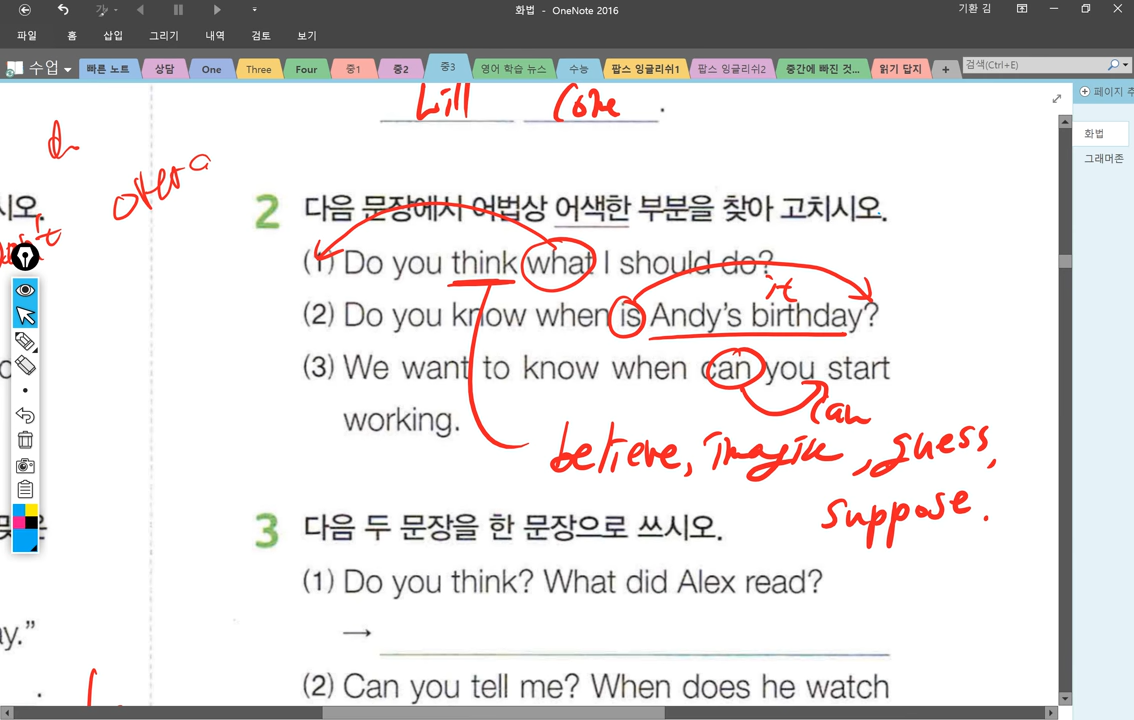 화법 - OneNote 2016
기환 김
파일 홈 삽입 그리기 내역 검토 보기
수업 빠른 노트 상담 One Three Four 중1 중2 중3 영어 학습 뉴스 수능 팝스 잉글리쉬1 팝스 잉글리쉬2 중간에 빠진 것... 읽기 답지 + 검색(Ctrl+E)
페이지 추
화법
그래머존
will come .
시오.
2 다음 문장에서 어법상 어색한 부분을 찾아 고치시오.
(1) Do you think what I should do?
it
(2) Do you know when is Andy's birthday?
(3) We want to know when can you start
can
working.
believe, imagine, guess,
suppose.
3 다음 두 문장을 한 문장으로 쓰시오.
(1) Do you think? What did Alex read?
→
ay."
(2) Can you tell me? When does he watch
.